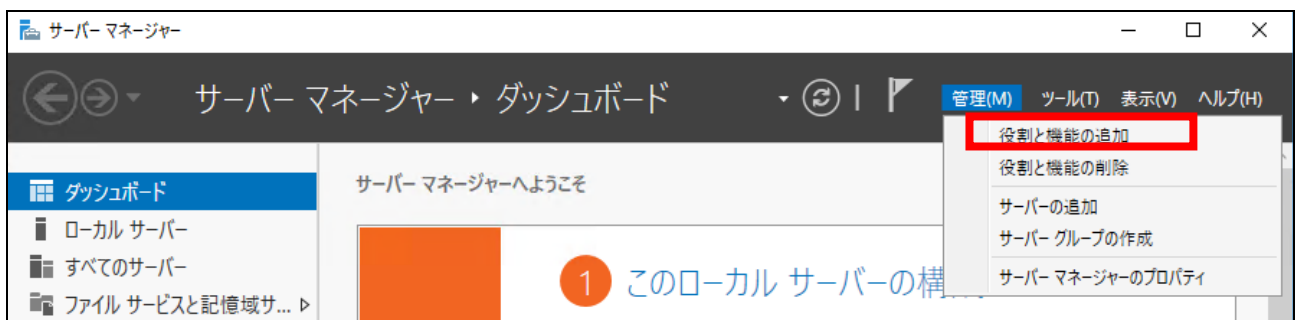 サーバー マネージャー
サーバー マネージャー ・ ダッシュボード
管理(M) ツール(T) 表示(V) ヘルプ(H)
役割と機能の追加
役割と機能の削除
サーバーの追加
サーバー グループの作成
サーバー マネージャーのプロパティ
ダッシュボード
ローカル サーバー
すべてのサーバー
ファイル サービスと記憶域サ...
サーバー マネージャーへようこそ
1 このローカル サーバーの構